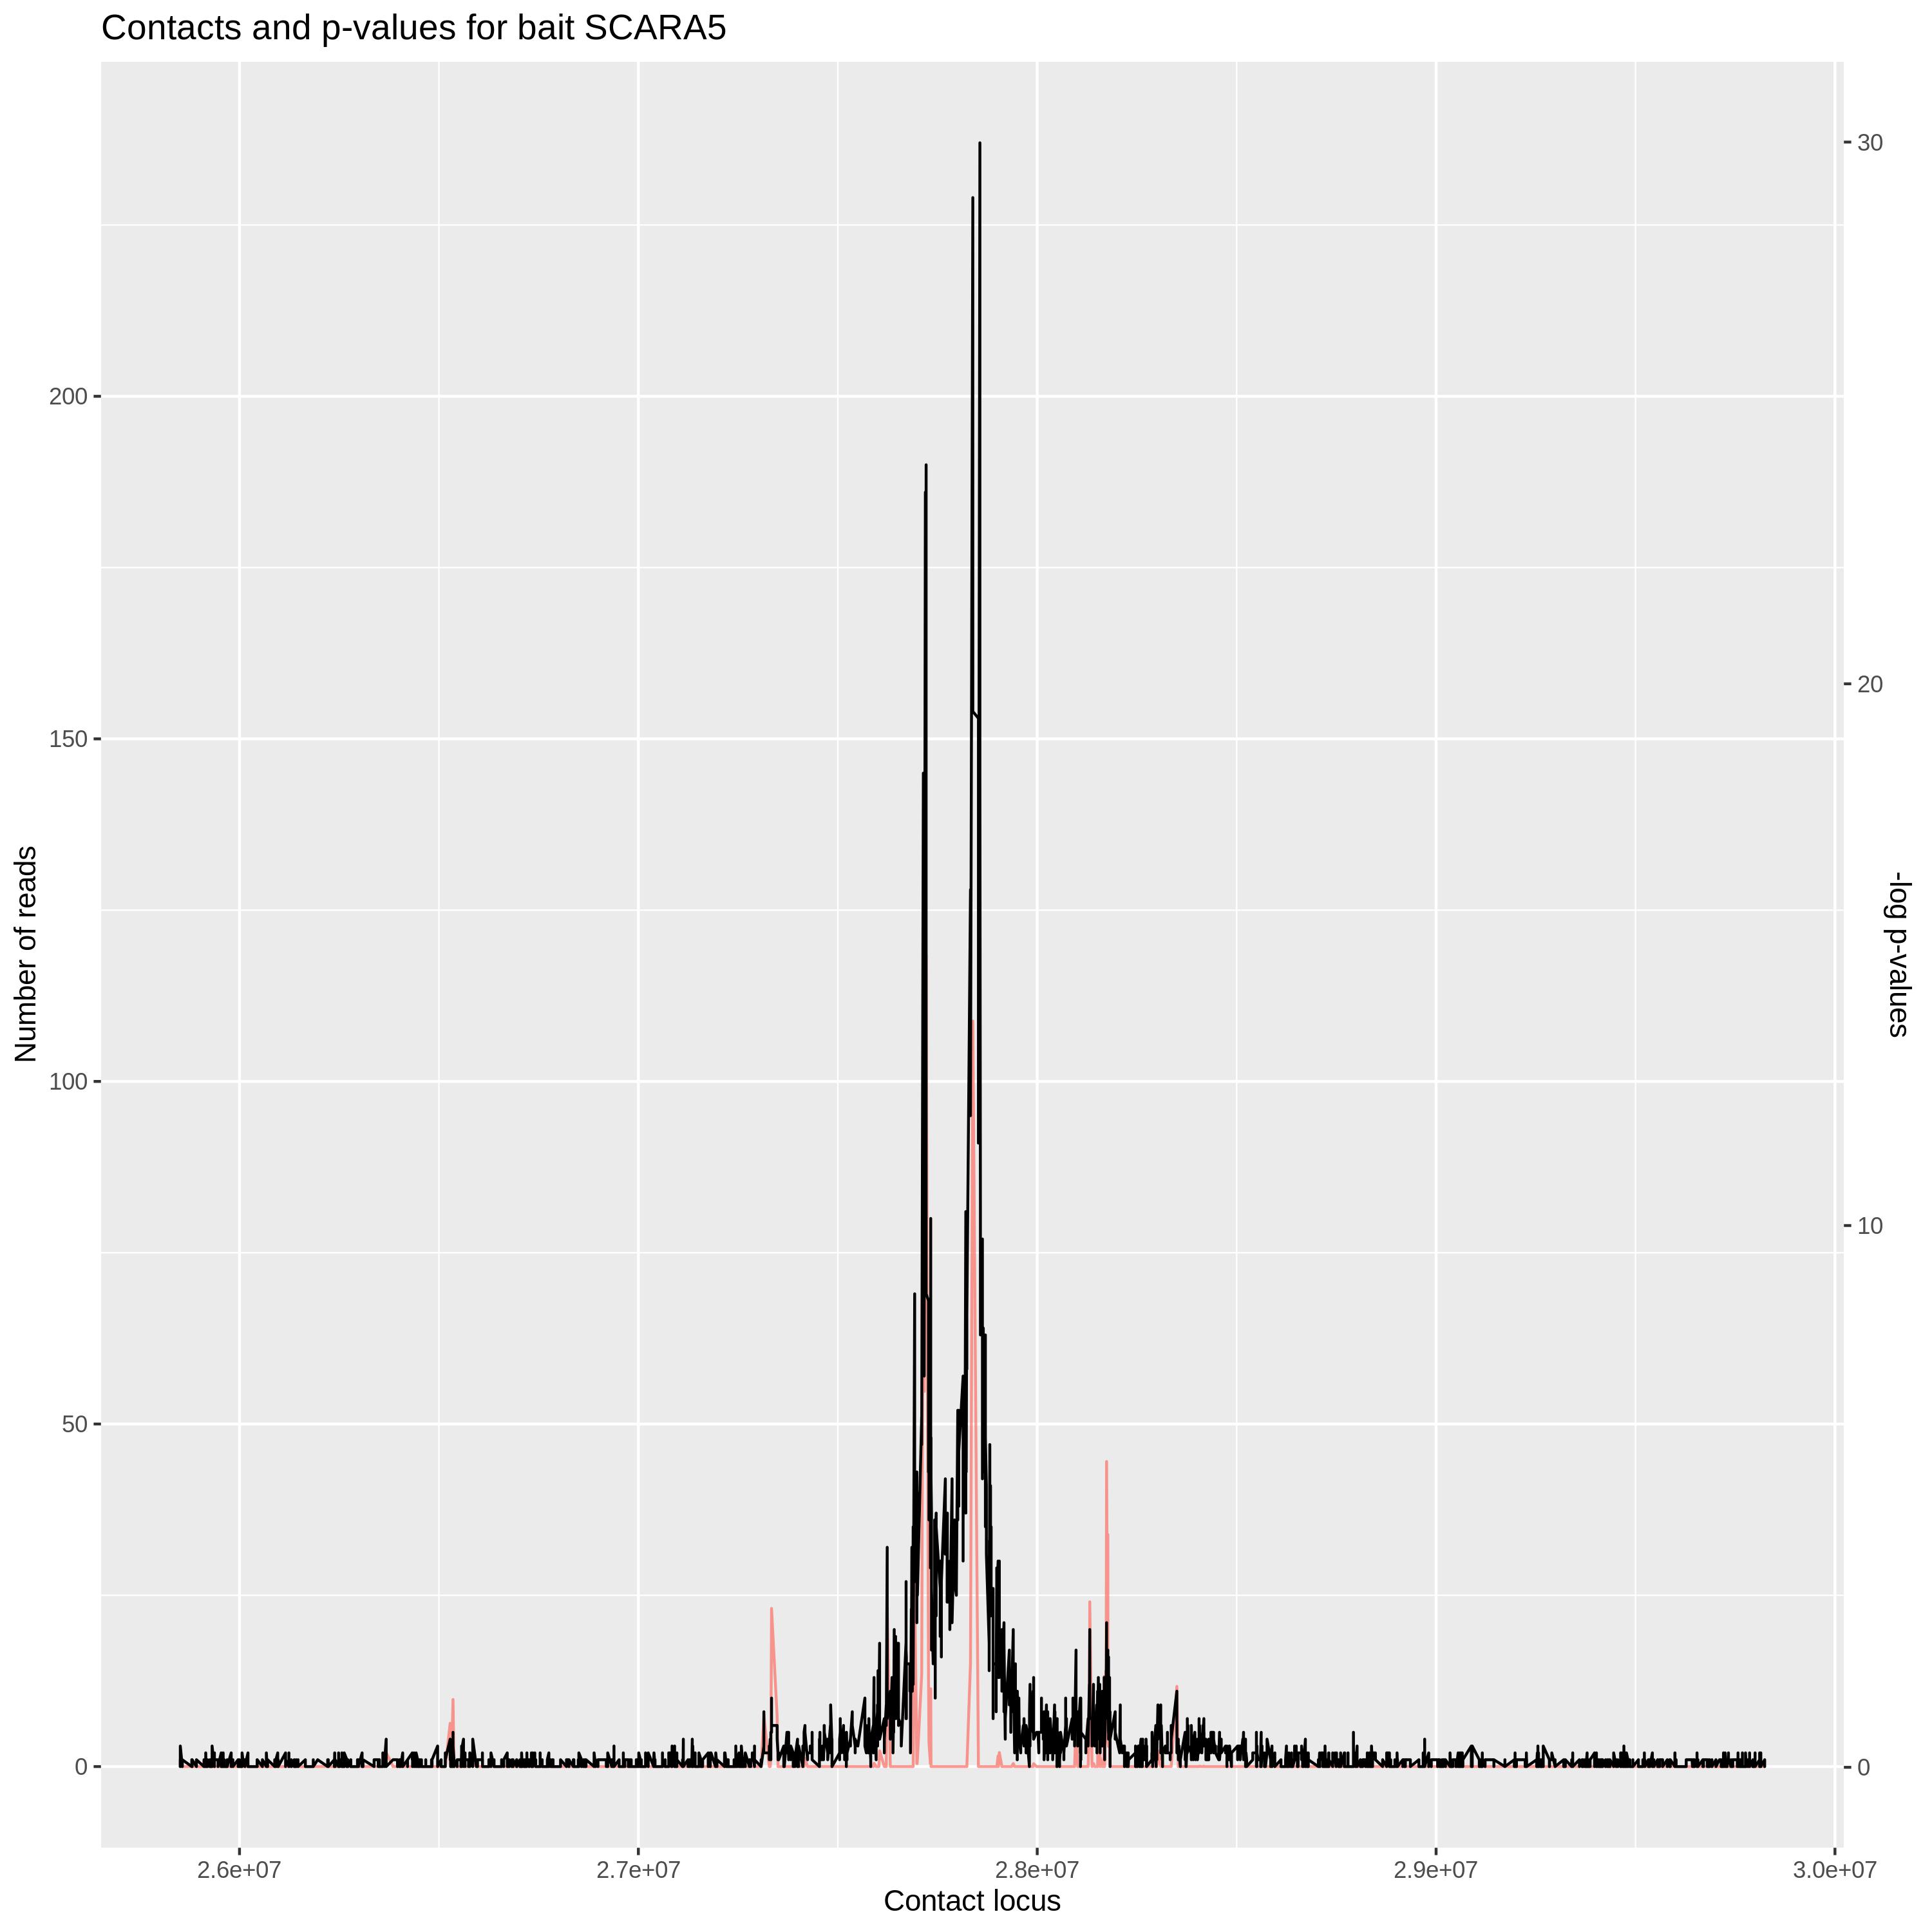 Contacts and p-values for bait SCARA5
Number of reads
200
150
100
50
0
30
20
10
0
-log p-values
2.6e+07
2.7e+07
2.8e+07
2.9e+07
3.0e+07
Contact locus